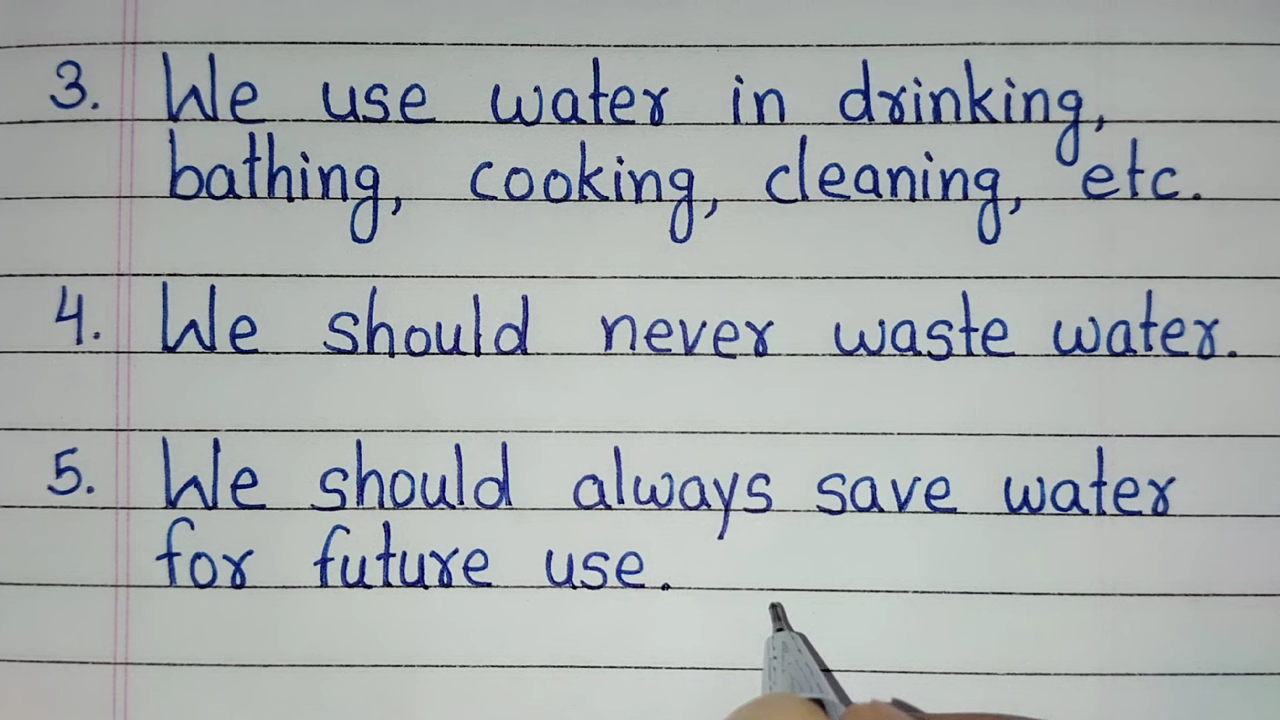 3. We use water in drinking,
bathing, cooking, cleaning, etc.
4. We should never waste water.
5. We should always save water
for future use.